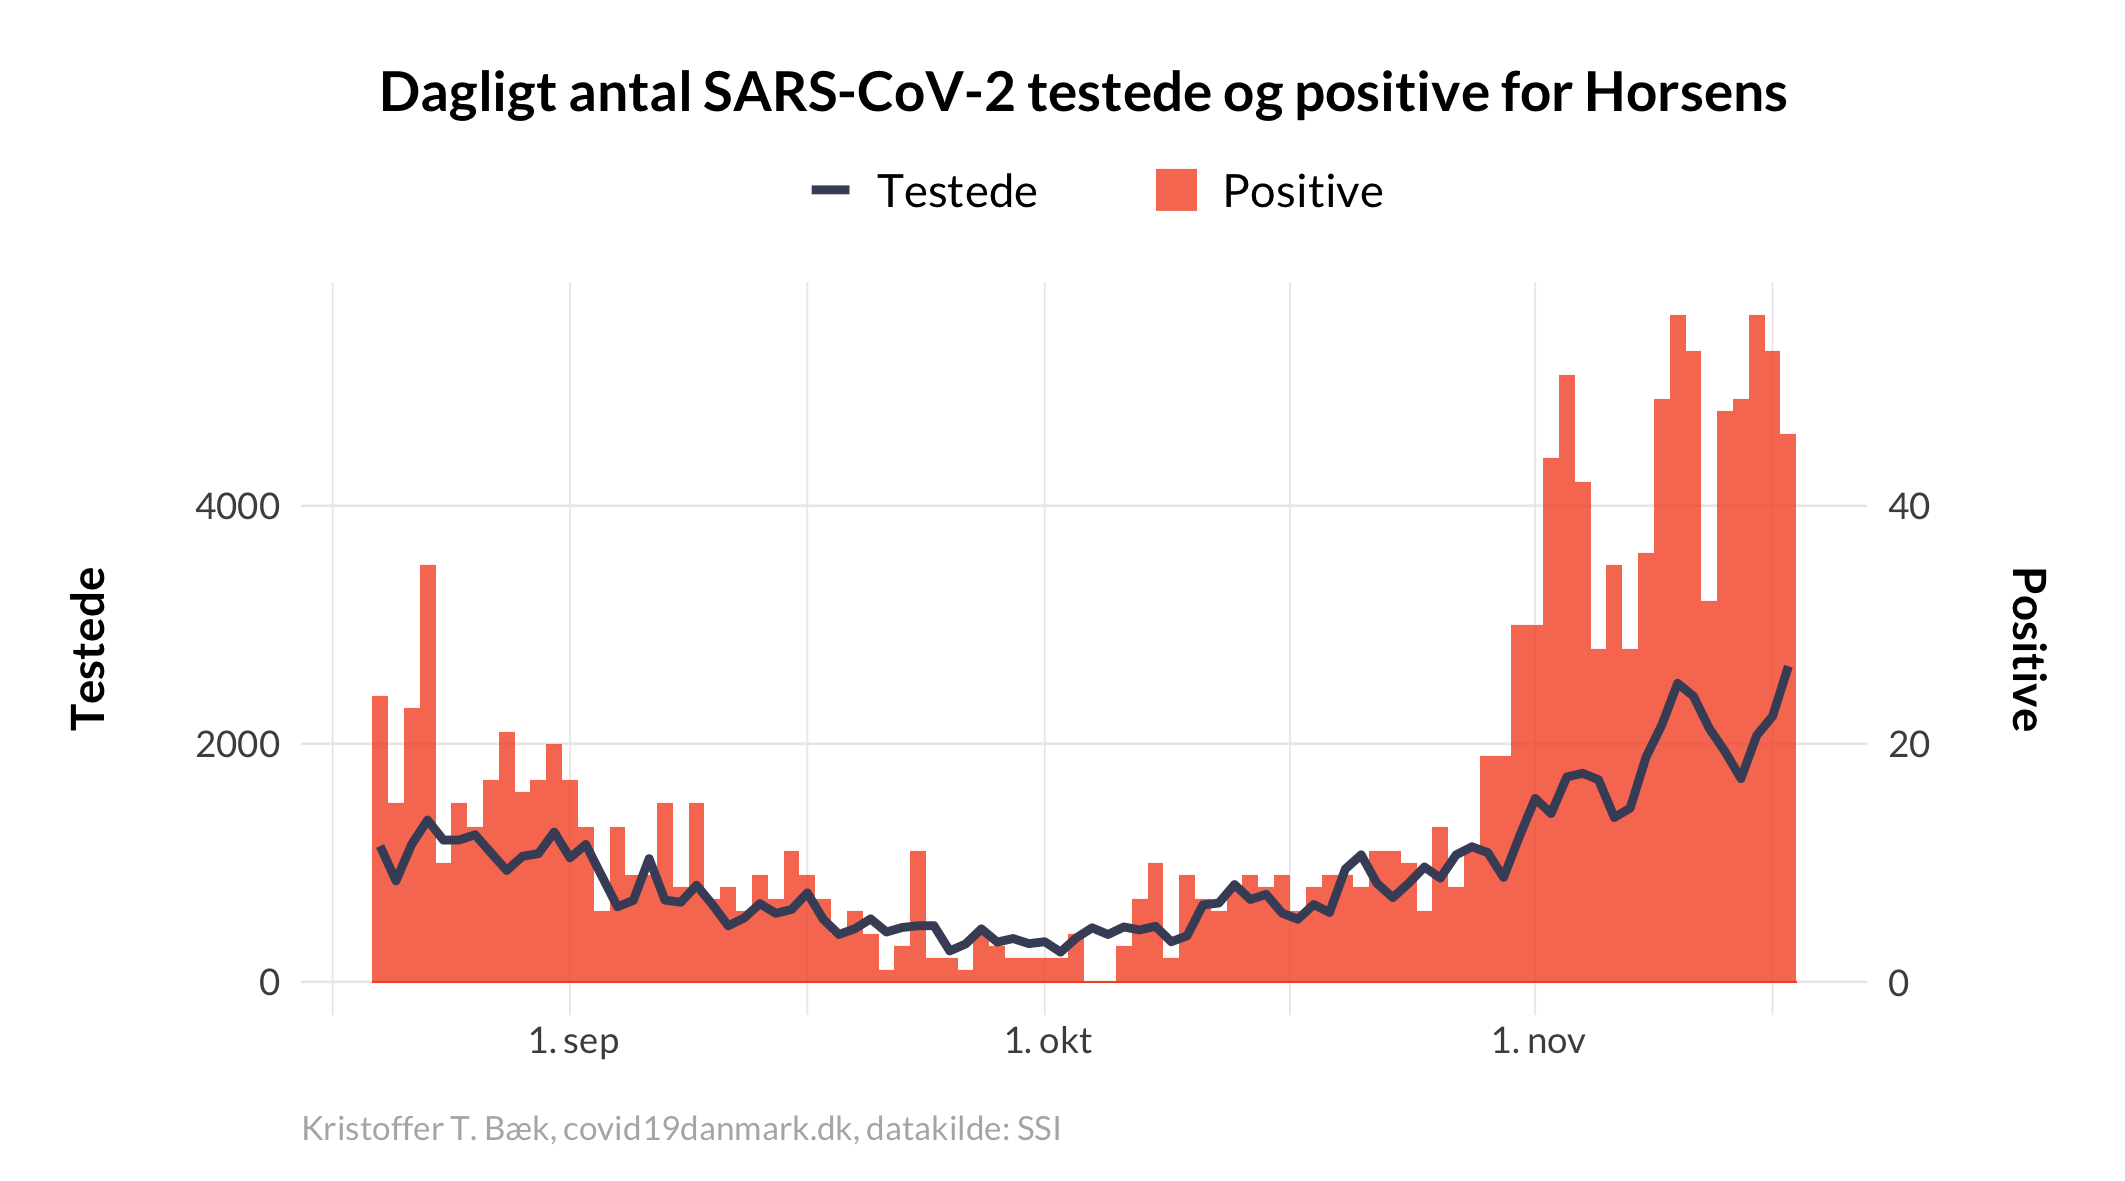 Dagligt antal SARS-CoV-2 testede og positive for Horsens
Testede
Positive
4000
2000
0
Testede
40
20
0
Positive
1. sep
1. okt
1. nov
Kristoffer T. Bæk, covid19danmark.dk, datakilde: SSI